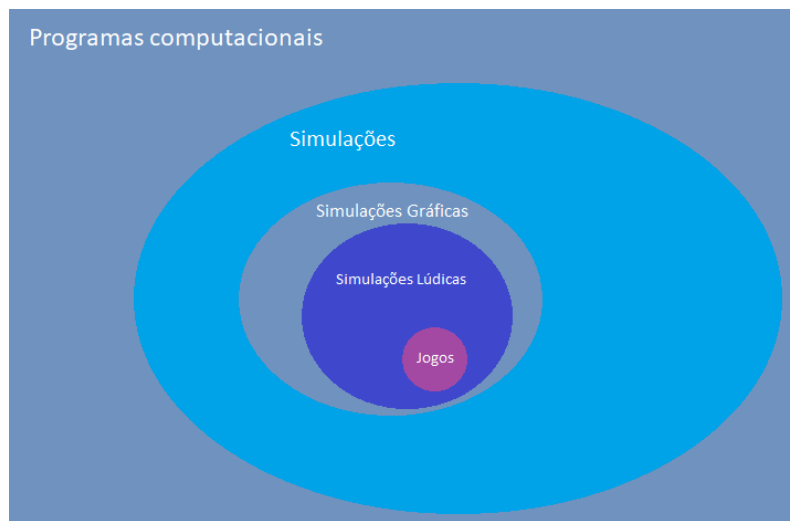 Programas computacionais
Simulações
Simulações Gráficas
Simulações Lúdicas
Jogos